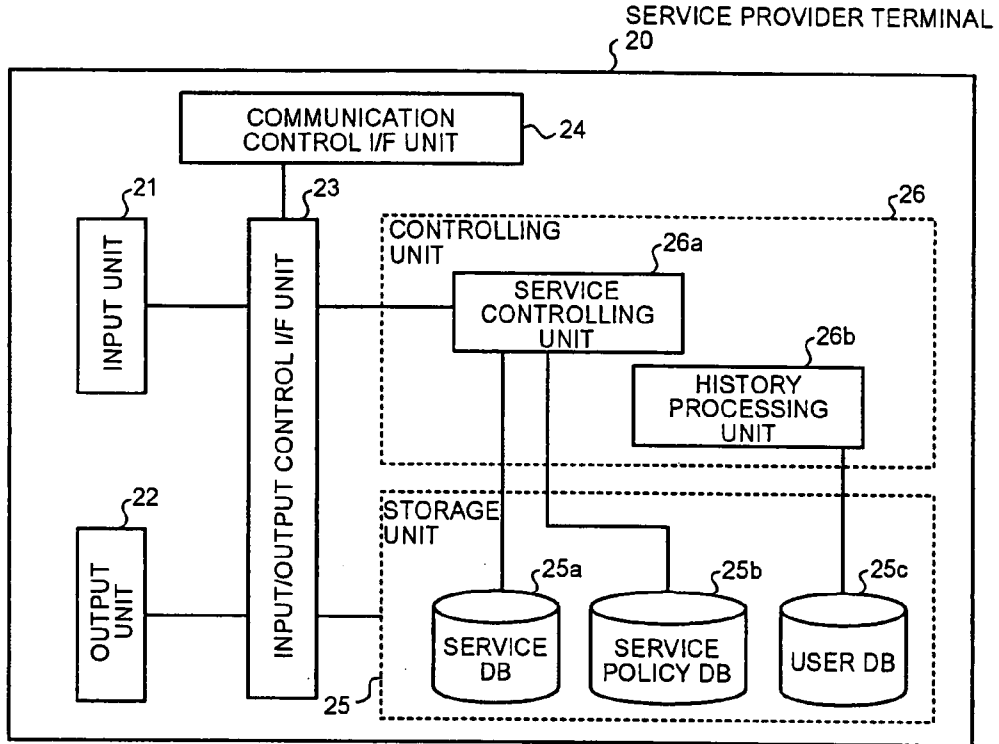 SERVICE PROVIDER TERMINAL
20
COMMUNICATION
CONTROL I/F UNIT
24
21
INPUT UNIT
23
INPUT/OUTPUT CONTROL I/F UNIT
26
CONTROLLING
UNIT
26a
SERVICE
CONTROLLING
UNIT
26b
HISTORY
PROCESSING
UNIT
22
OUTPUT
UNIT
STORAGE
UNIT
25
25a
SERVICE
DB
25b
SERVICE
POLICY DB
25c
USER DB